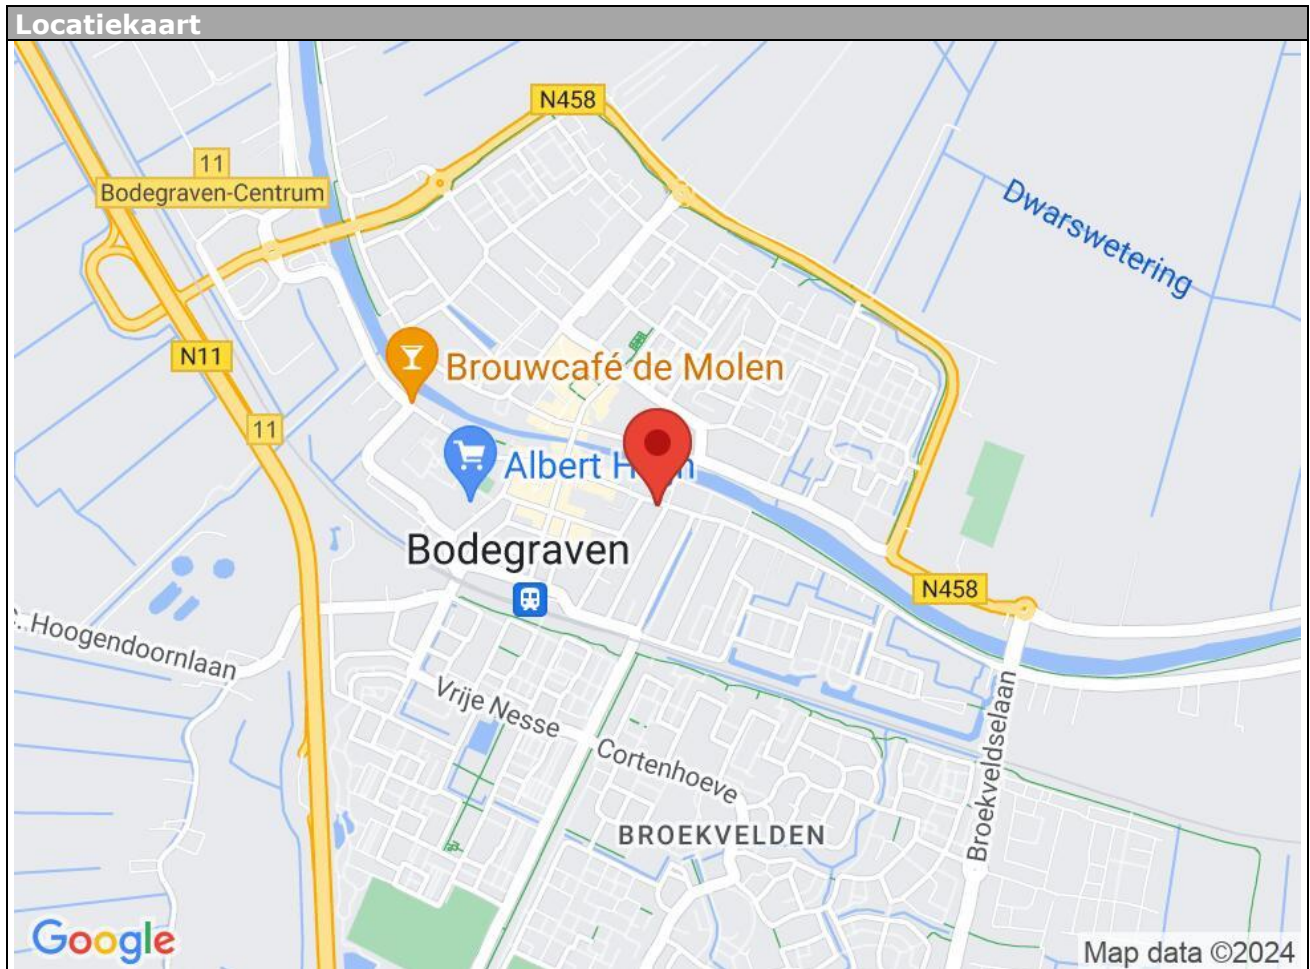 Locatiekaart
N458
11
Bodegraven-Centrum
Dwarswetering
N11
Brouwcafé de Molen
11
Albert H
n
Bodegraven
N458
. Hoogendoornlaan
Vrije Nesse
Cortenhoeve
Broekveldselaan
BROEKVELDEN
Google
Map data ©2024